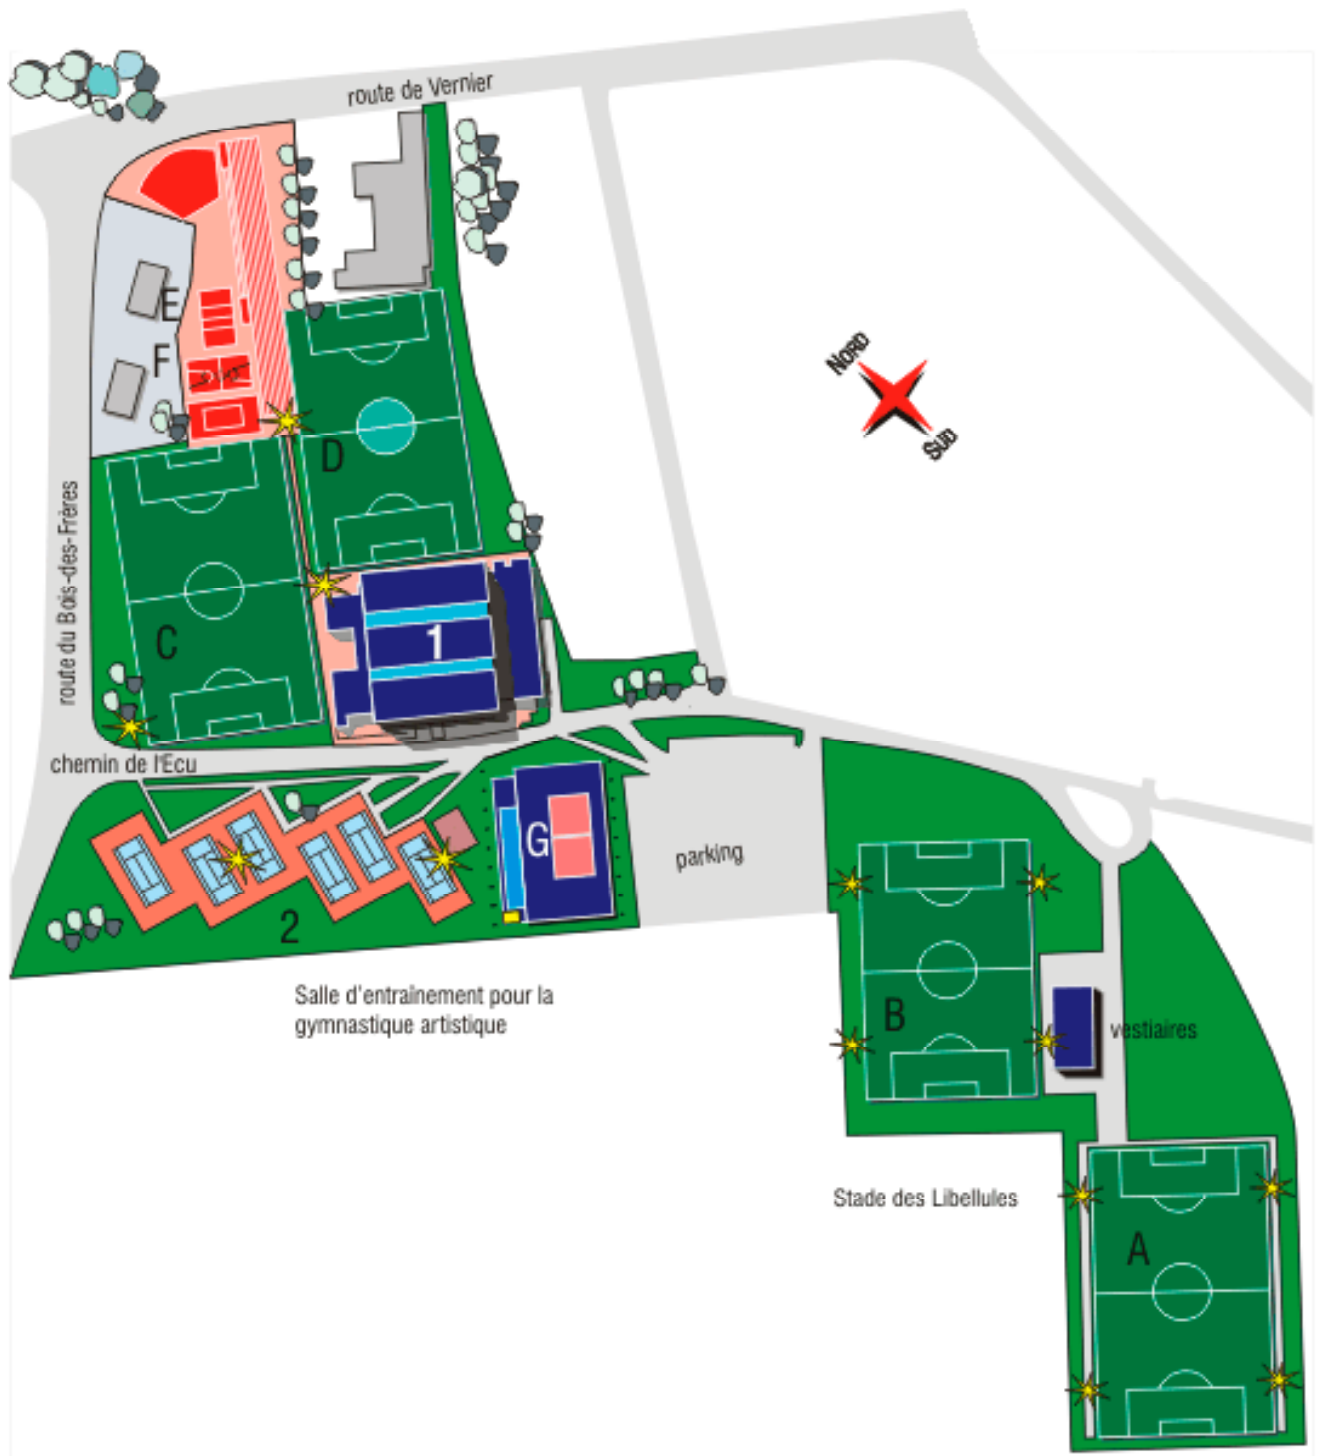 route de Vernier
E
F
NORD
SUD
D
route du Bois-des-Frères
C
1
chemin de l'Ecu
G
parking
2
Salle d'entraînement pour la
gymnastique artistique
B
vestiaires
Stade des Libellules
A